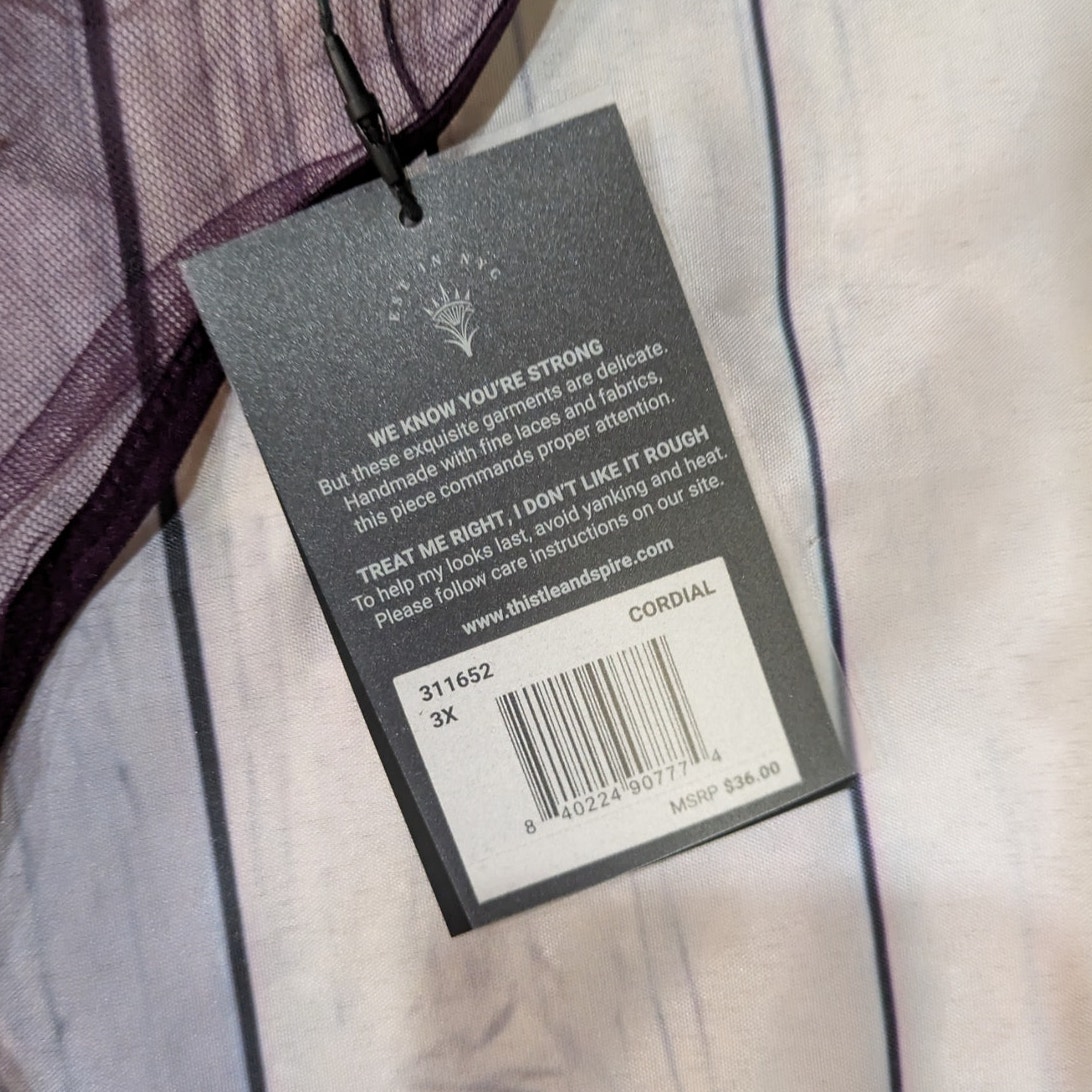 EST IN NYC
WE KNOW YOU'RE STRONG
But these exquisite garments are delicate.
Handmade with fine laces and fabrics,
this piece commands proper attention.
TREAT ME RIGHT, I DON'T LIKE IT ROUGH
To help my looks last, avoid yanking and heat.
Please follow care instructions on our site.
www.thistleandspire.com
CORDIAL
311652
3X
8 40224 90777 4
MSRP $36.00